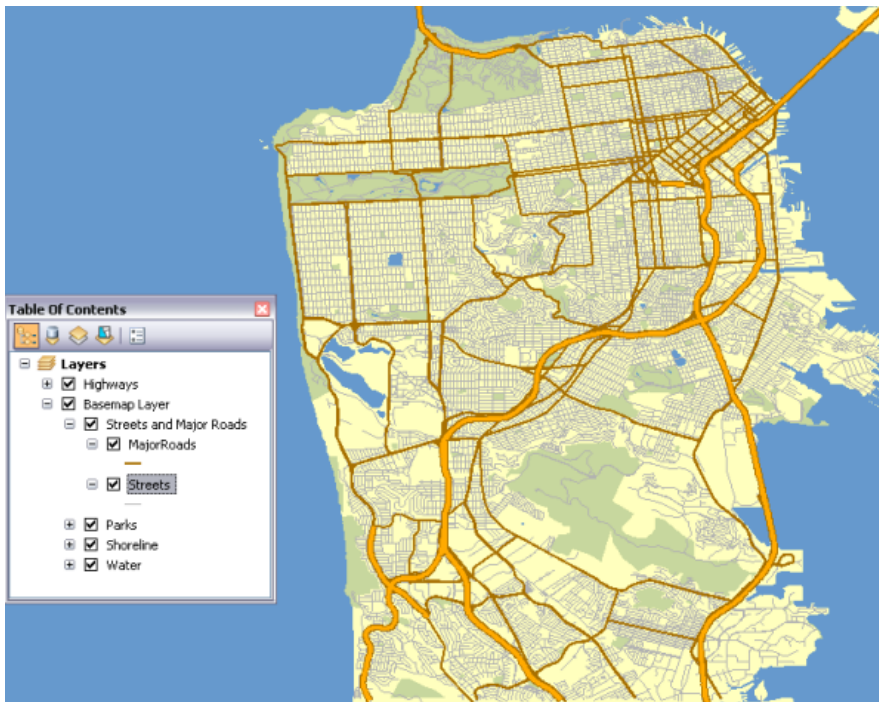 Table Of Contents
Layers
Highways
Basemap Layer
Streets and Major Roads
MajorRoads
Streets
Parks
Shoreline
Water